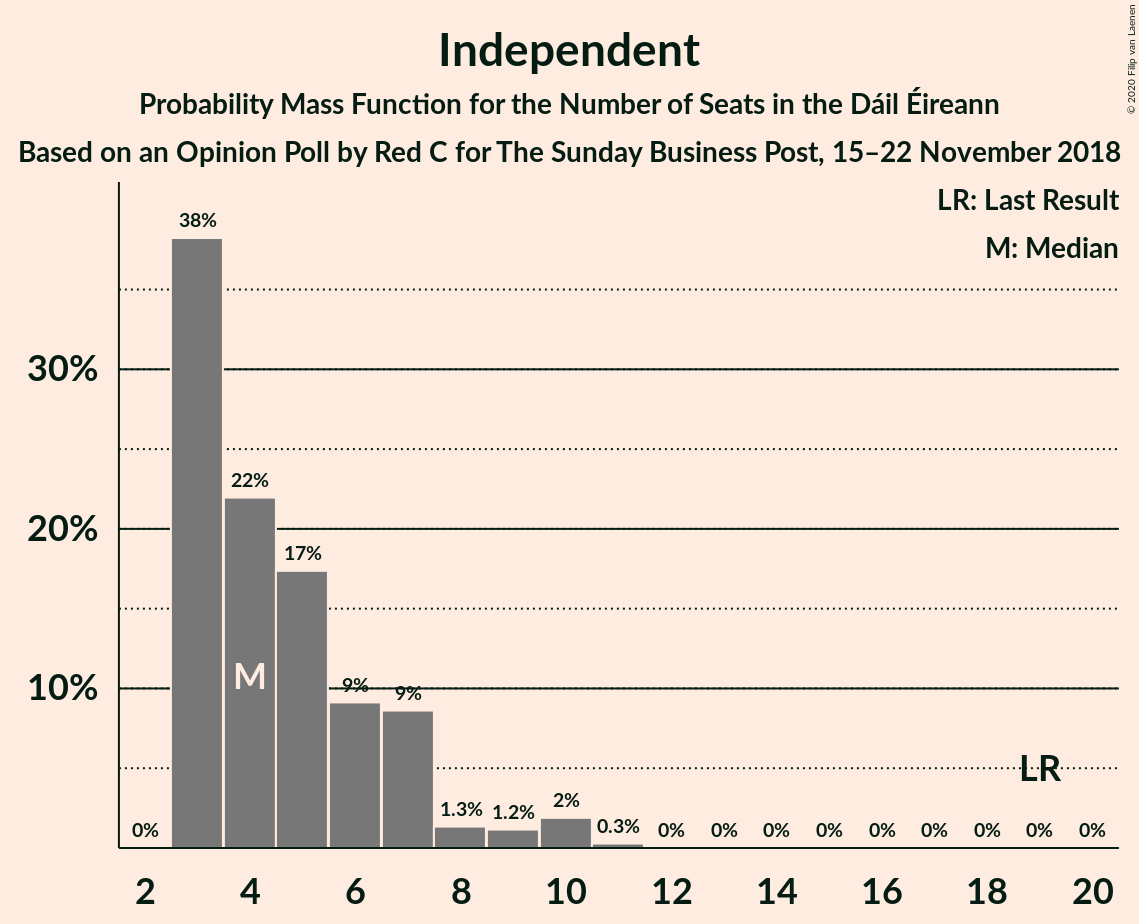 Independent
Probability Mass Function for the Number of Seats in the Dáil Éireann
Based on an Opinion Poll by Red C for The Sunday Business Post, 15–22 November 2018
© 2020 Filip van Laenen
LR: Last Result
M: Median
30%
20%
10%
0%
38%
22%
17%
9%
9%
1.3%
1.2%
2%
0.3%
0%
0%
0%
0%
0%
0%
0%
0%
0%
M
LR
2 4 6 8 10 12 14 16 18 20